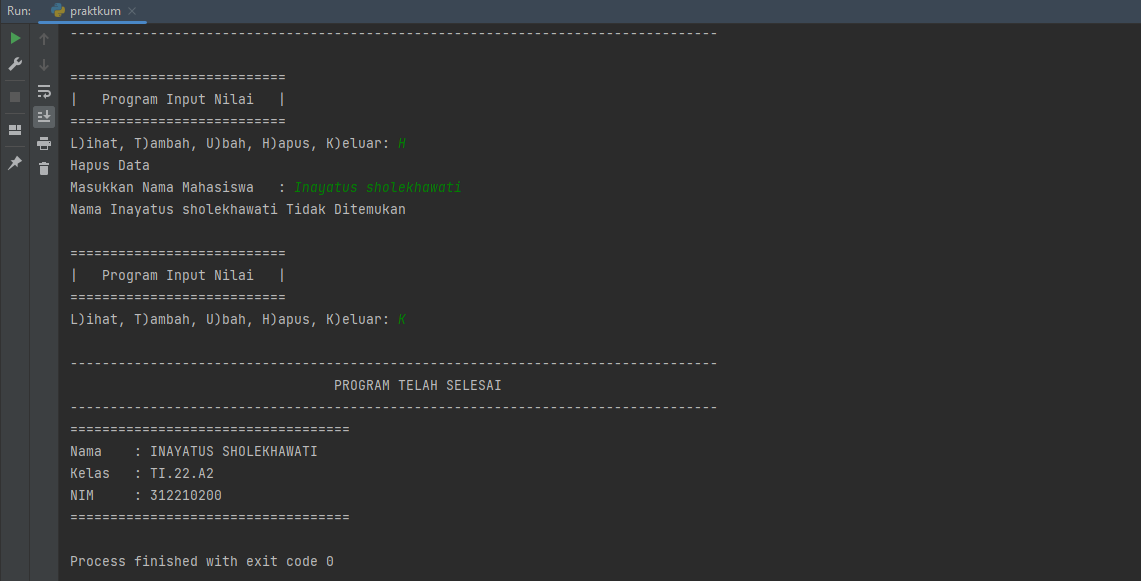 Run: praktkum
---------------------------------------------------------------------------------
===========================
|   Program Input Nilai   |
===========================
L)ihat, T)ambah, U)bah, H)apus, K)eluar: H
Hapus Data
Masukkan Nama Mahasiswa   : Inayatus sholekhawati
Nama Inayatus sholekhawati Tidak Ditemukan
===========================
|   Program Input Nilai   |
===========================
L)ihat, T)ambah, U)bah, H)apus, K)eluar: K
---------------------------------------------------------------------------------
PROGRAM TELAH SELESAI
---------------------------------------------------------------------------------
===================================
Nama    : INAYATUS SHOLEKHAWATI
Kelas   : TI.22.A2
NIM     : 312210200
===================================
Process finished with exit code 0